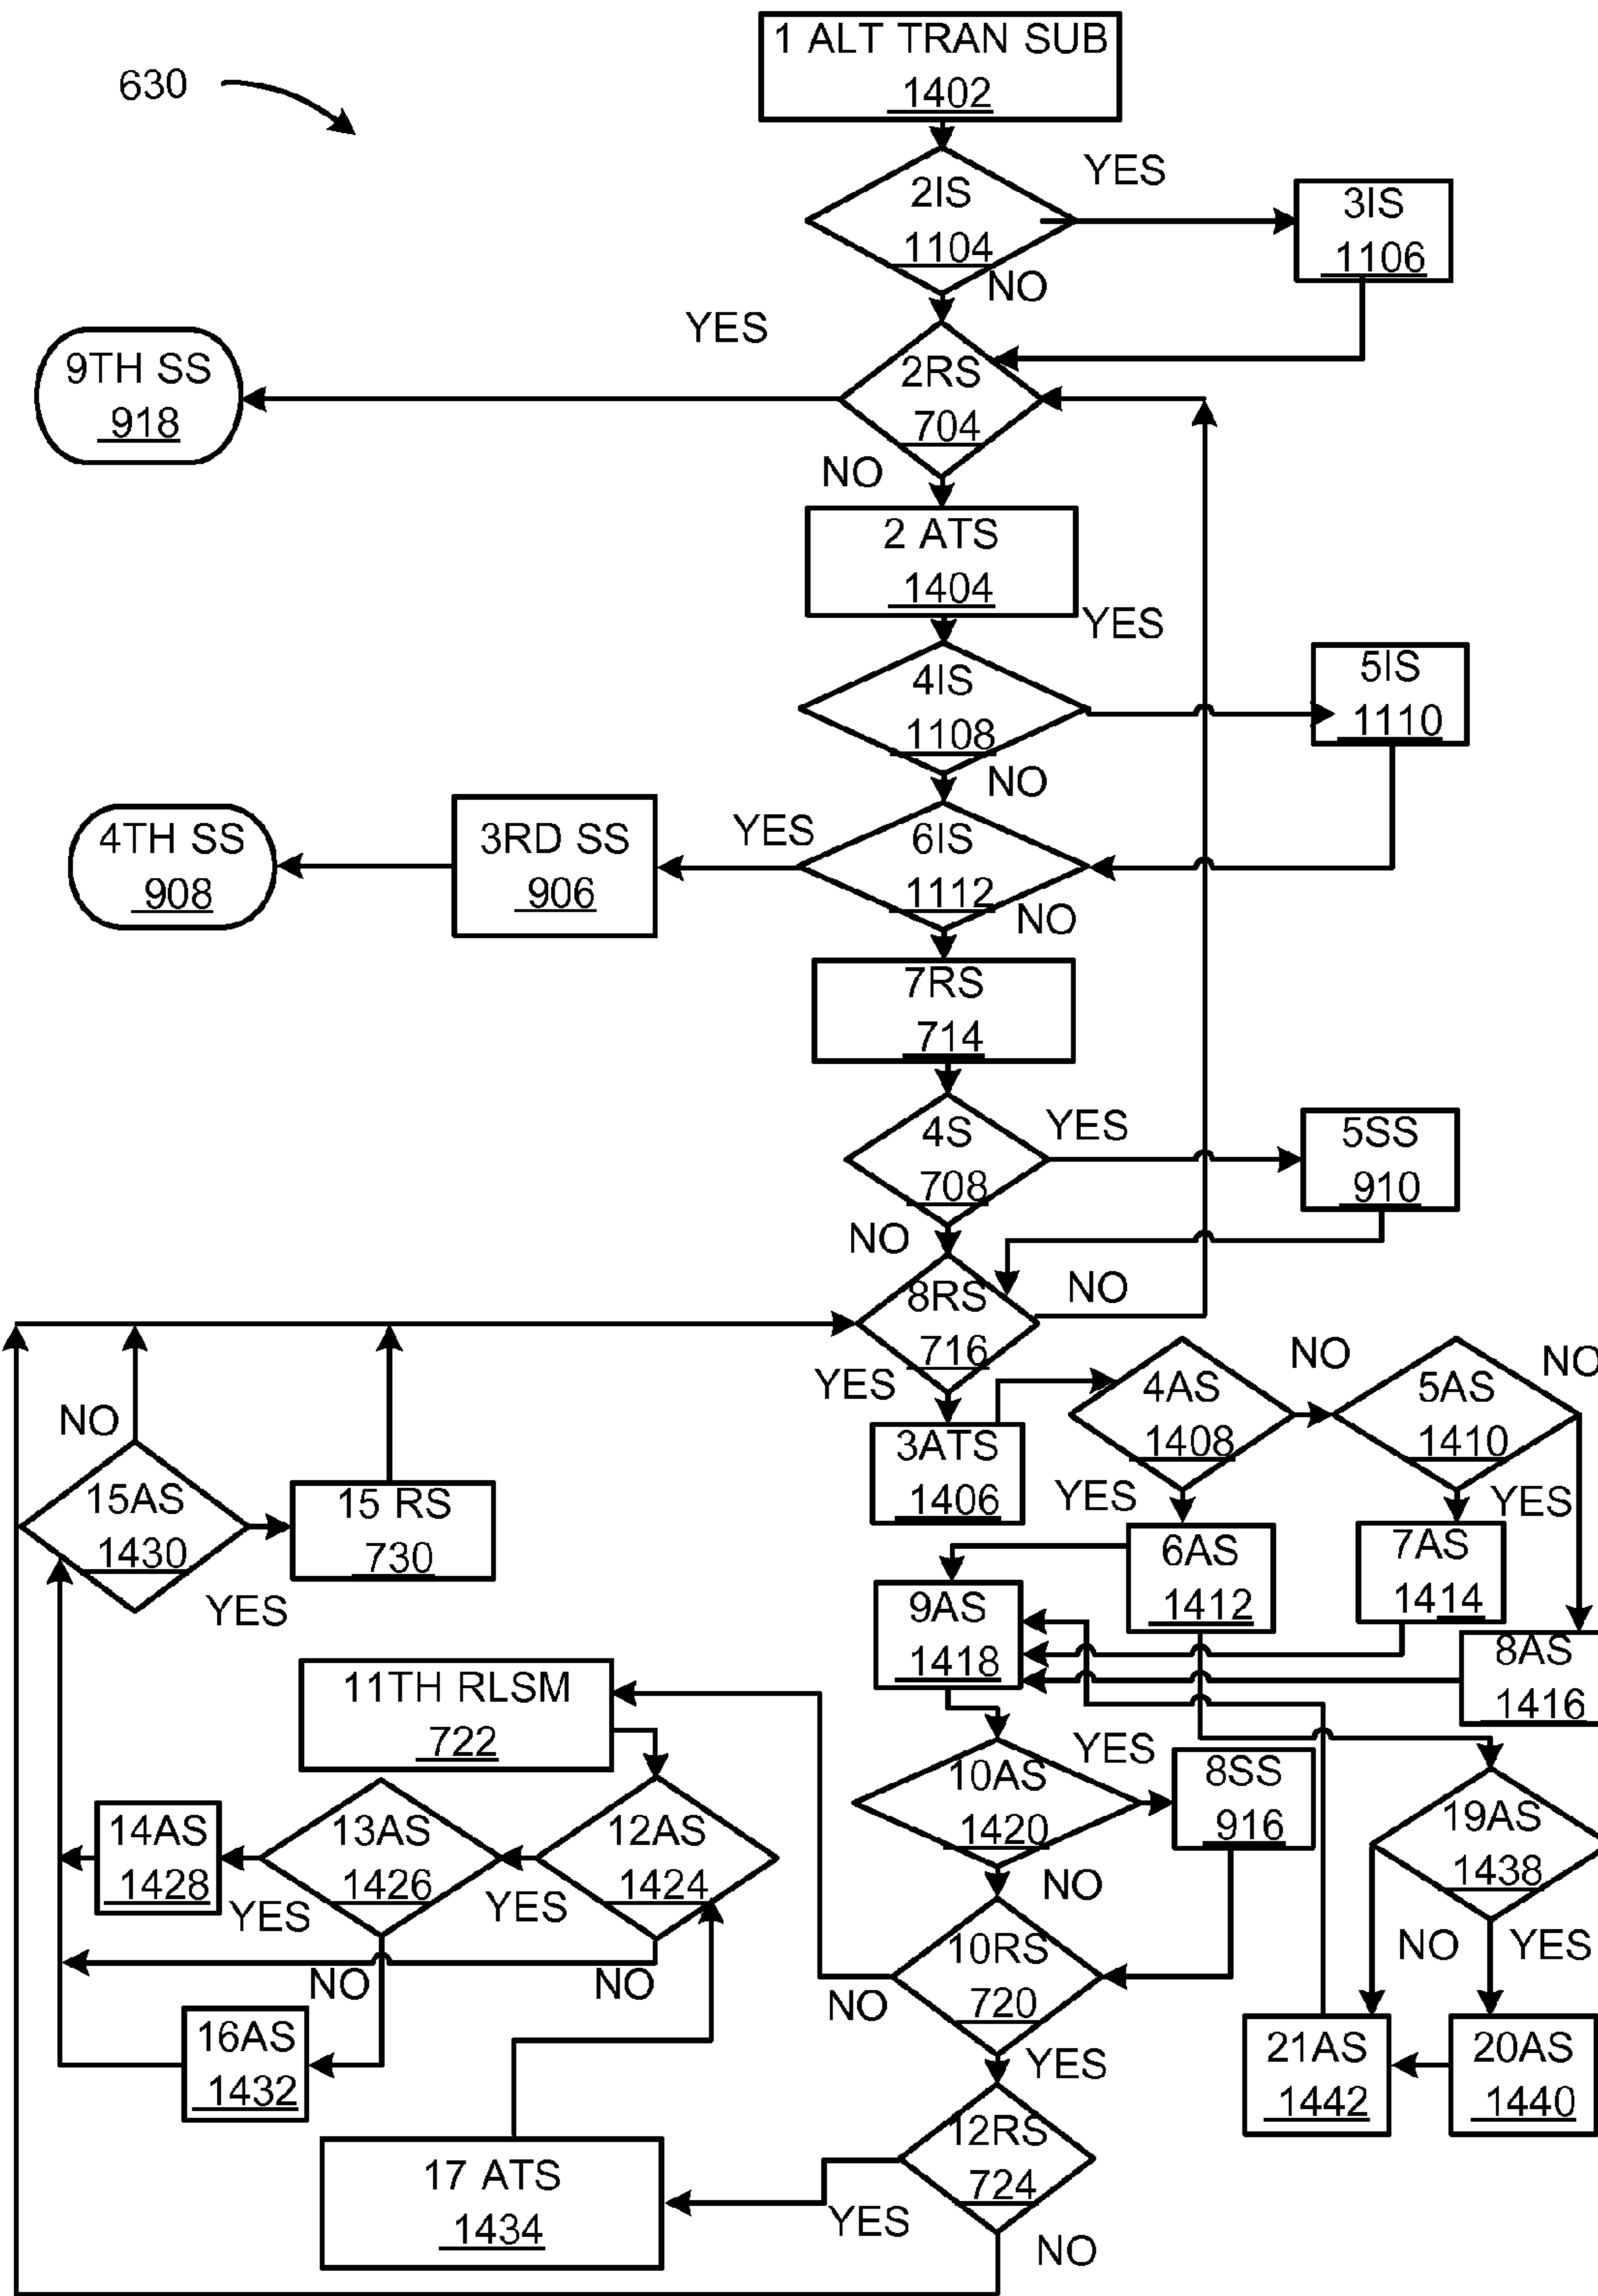 1 ALT TRAN SUB
1402
630
2IS
1104
YES
3IS
1106
NO
YES
9TH SS
918
2RS
704
NO
2 ATS
1404
YES
4IS
1108
5IS
1110
NO
4TH SS
908
3RD SS
906
YES
6IS
1112
NO
7RS
714
4S
708
YES
5SS
910
NO
8RS
716
NO
YES
3ATS
1406
4AS
1408
NO
5AS
1410
NO
YES
YES
NO
15AS
1430
15 RS
730
YES
6AS
1412
7AS
1414
8AS
1416
9AS
1418
11TH RLSM
722
10AS
1420
YES
8SS
916
19AS
1438
14AS
1428
13AS
1426
12AS
1424
YES
YES
NO
NO
NO
10RS
720
NO
NO
YES
16AS
1432
YES
21AS
1442
20AS
1440
12RS
724
17 ATS
1434
YES
NO